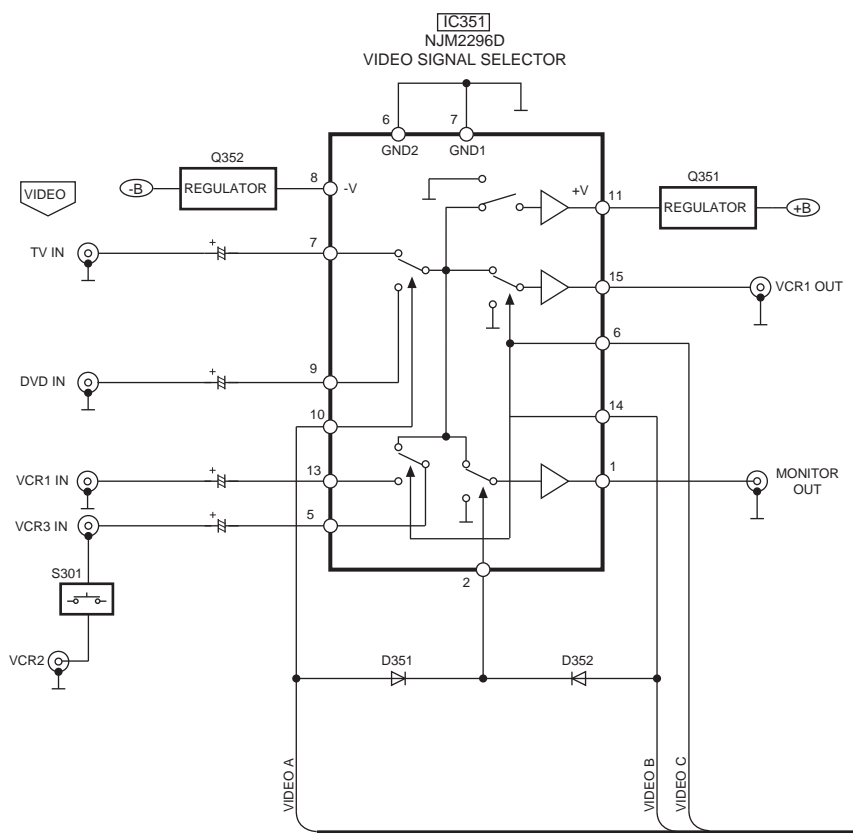 IC351
NJM2296D
VIDEO SIGNAL SELECTOR
6
7
GND2
GND1
Q352
Q351
-B
REGULATOR
8
-V
+V
11
REGULATOR
+B
VIDEO
TV IN
+
7
15
VCR1 OUT
6
DVD IN
+
9
10
14
VCR1 IN
+
13
1
MONITOR
OUT
VCR3 IN
+
5
S301
2
VCR2
D351
D352
VIDEO A
VIDEO B
VIDEO C